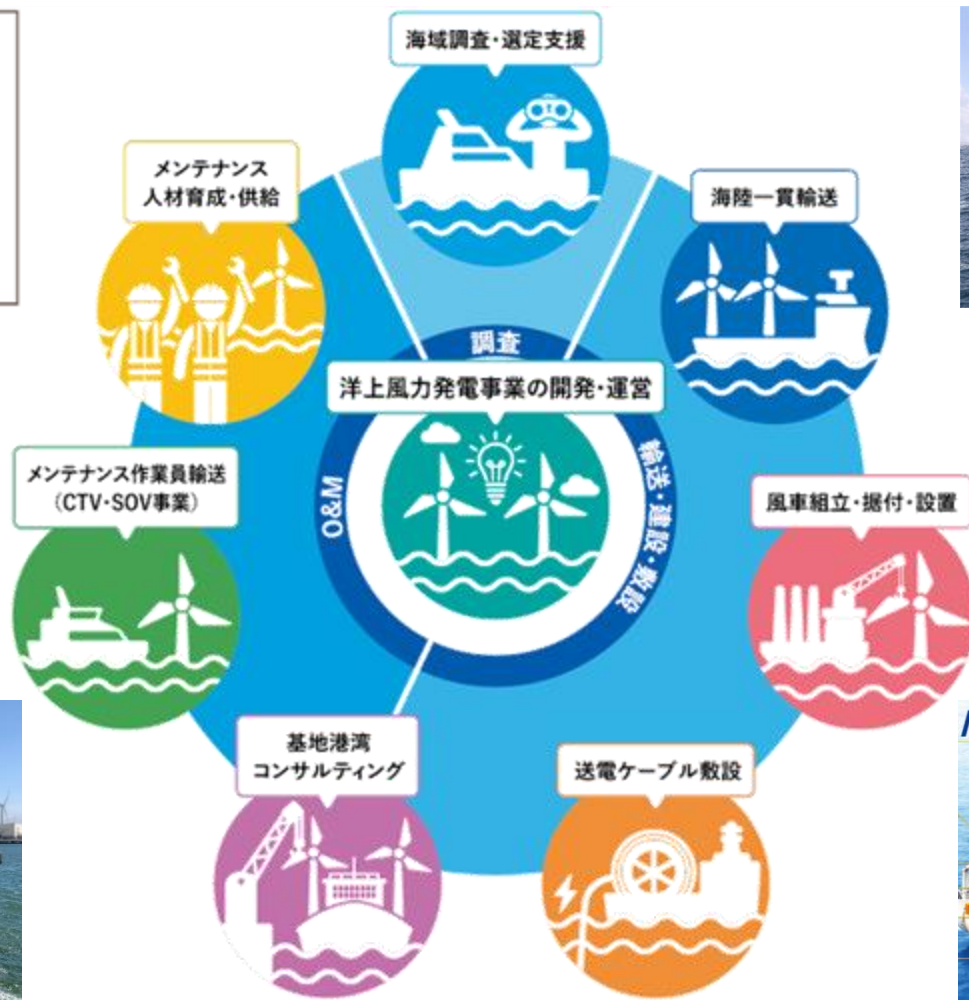 海域調査・選定支援
メンテナンス
人材育成・供給
海陸一貫輸送
調査
洋上風力発電事業の開発・運営
O&M
輸送・建設・敷設
メンテナンス作業員輸送
（CTV・SOV事業）
風車組立・据付・設置
基地港湾
コンサルティング
送電ケーブル敷設